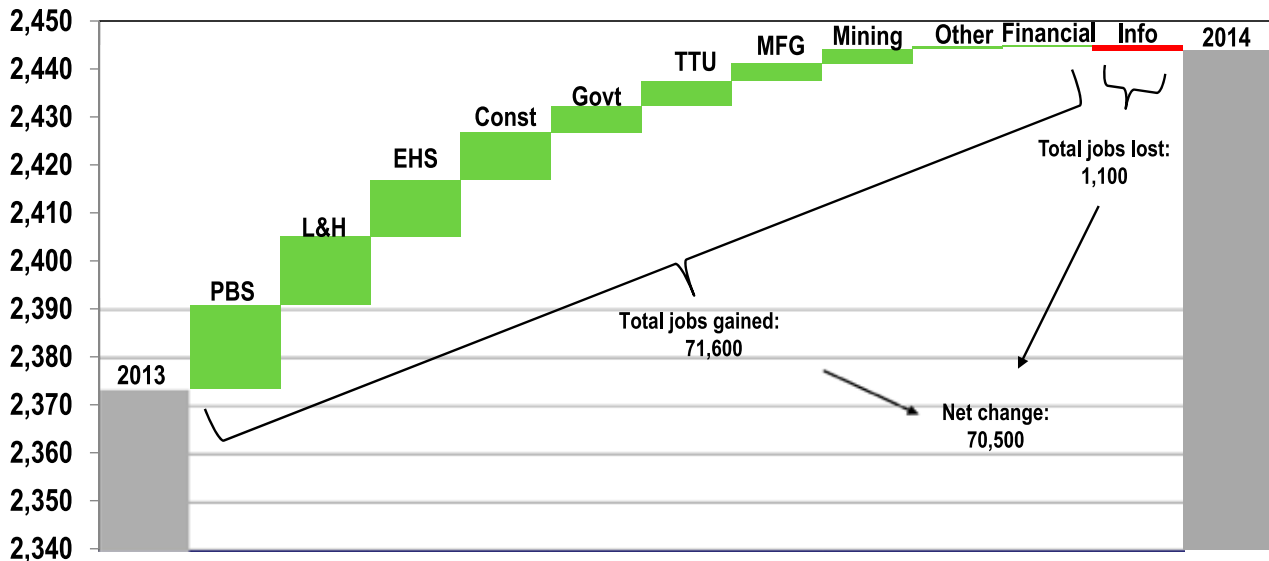 2,450
2,440
2,430
2,420
2,410
2,400
2,390
2,380
2,370
2,360
2,350
2,340
2013
PBS
L&H
EHS
Const
Govt
TTU
MFG
Mining
Other
Financial
Info
2014
Total jobs lost:
1,100
Total jobs gained:
71,600
Net change:
70,500